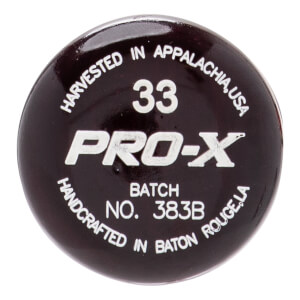 HARVESTED IN APPALACHIA, USA
33
PRO-X
BATCH
NO. 383B
HANDCRAFTED IN BATON ROUGE, LA